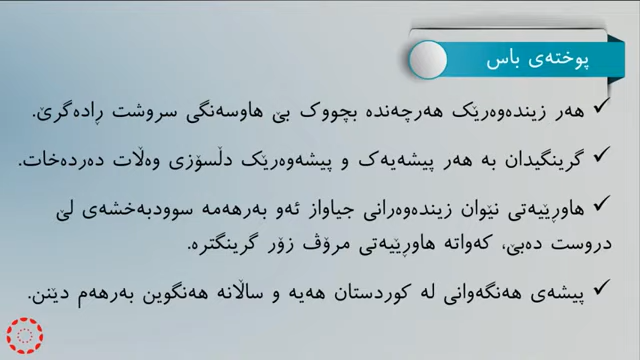 پوختەی باس
هەر زیندەوەرێک هەرچەندە بچووک بێ هاوسەنگی سروشت ڕادەگرێ.
گرینگیدان بە هەر پیشەیەک و پیشەوەرێک دڵسۆزی وەڵات دەردەخات.
هاوڕێیەتی نێوان زیندەوەرانی جیاواز ئەو بەرهەمە سوودبەخشەی لێ
دروست دەبێ، کەواتە هاوڕێیەتی مرۆڤ زۆر گرینگترە.
پیشەی هەنگەوانی لە کوردستان هەیە و ساڵانە هەنگوین بەرهەم دێنن.